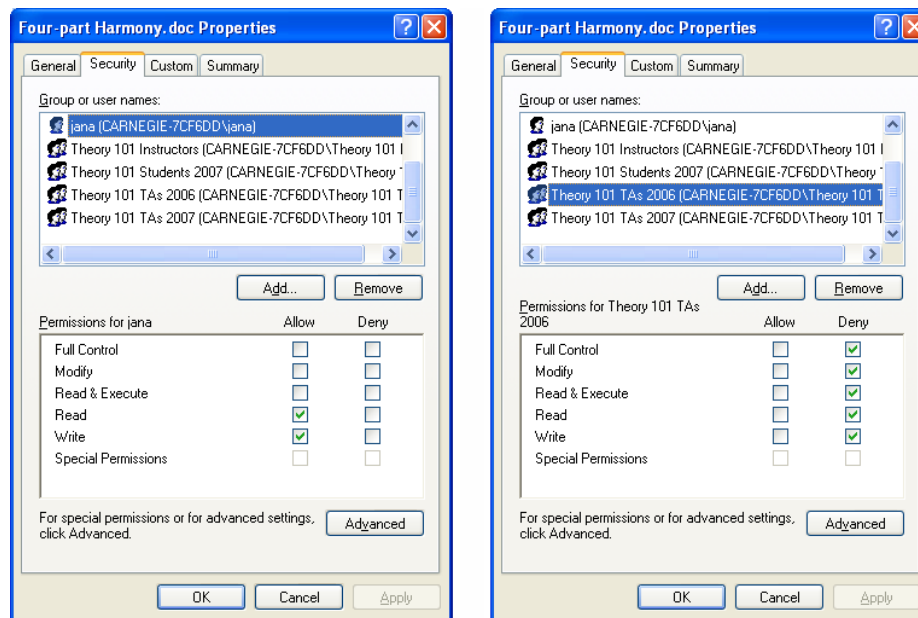 Four-part Harmony.doc Properties
General Security Custom Summary
Group or user names:
jana (CARNEGIE-7CF6DD\jana)
Theory 101 Instructors (CARNEGIE-7CF6DD\Theory 101 I
Theory 101 Students 2007 (CARNEGIE-7CF6DD\Theory
Theory 101 TAs 2006 (CARNEGIE-7CF6DD\Theory 101 T
Theory 101 TAs 2007 (CARNEGIE-7CF6DD\Theory 101 T
Add... Remove
Permissions for jana Allow Deny
Full Control
Modify
Read & Execute
Read
Write
Special Permissions
For special permissions or for advanced settings,
click Advanced.
Advanced
OK Cancel Apply
Four-part Harmony.doc Properties
General Security Custom Summary
Group or user names:
jana (CARNEGIE-7CF6DD\jana)
Theory 101 Instructors (CARNEGIE-7CF6DD\Theory 101 I
Theory 101 Students 2007 (CARNEGIE-7CF6DD\Theory
Theory 101 TAs 2006 (CARNEGIE-7CF6DD\Theory 101 T
Theory 101 TAs 2007 (CARNEGIE-7CF6DD\Theory 101 T
Add... Remove
Permissions for Theory 101 TAs
2006 Allow Deny
Full Control
Modify
Read & Execute
Read
Write
Special Permissions
For special permissions or for advanced settings,
click Advanced.
Advanced
OK Cancel Apply